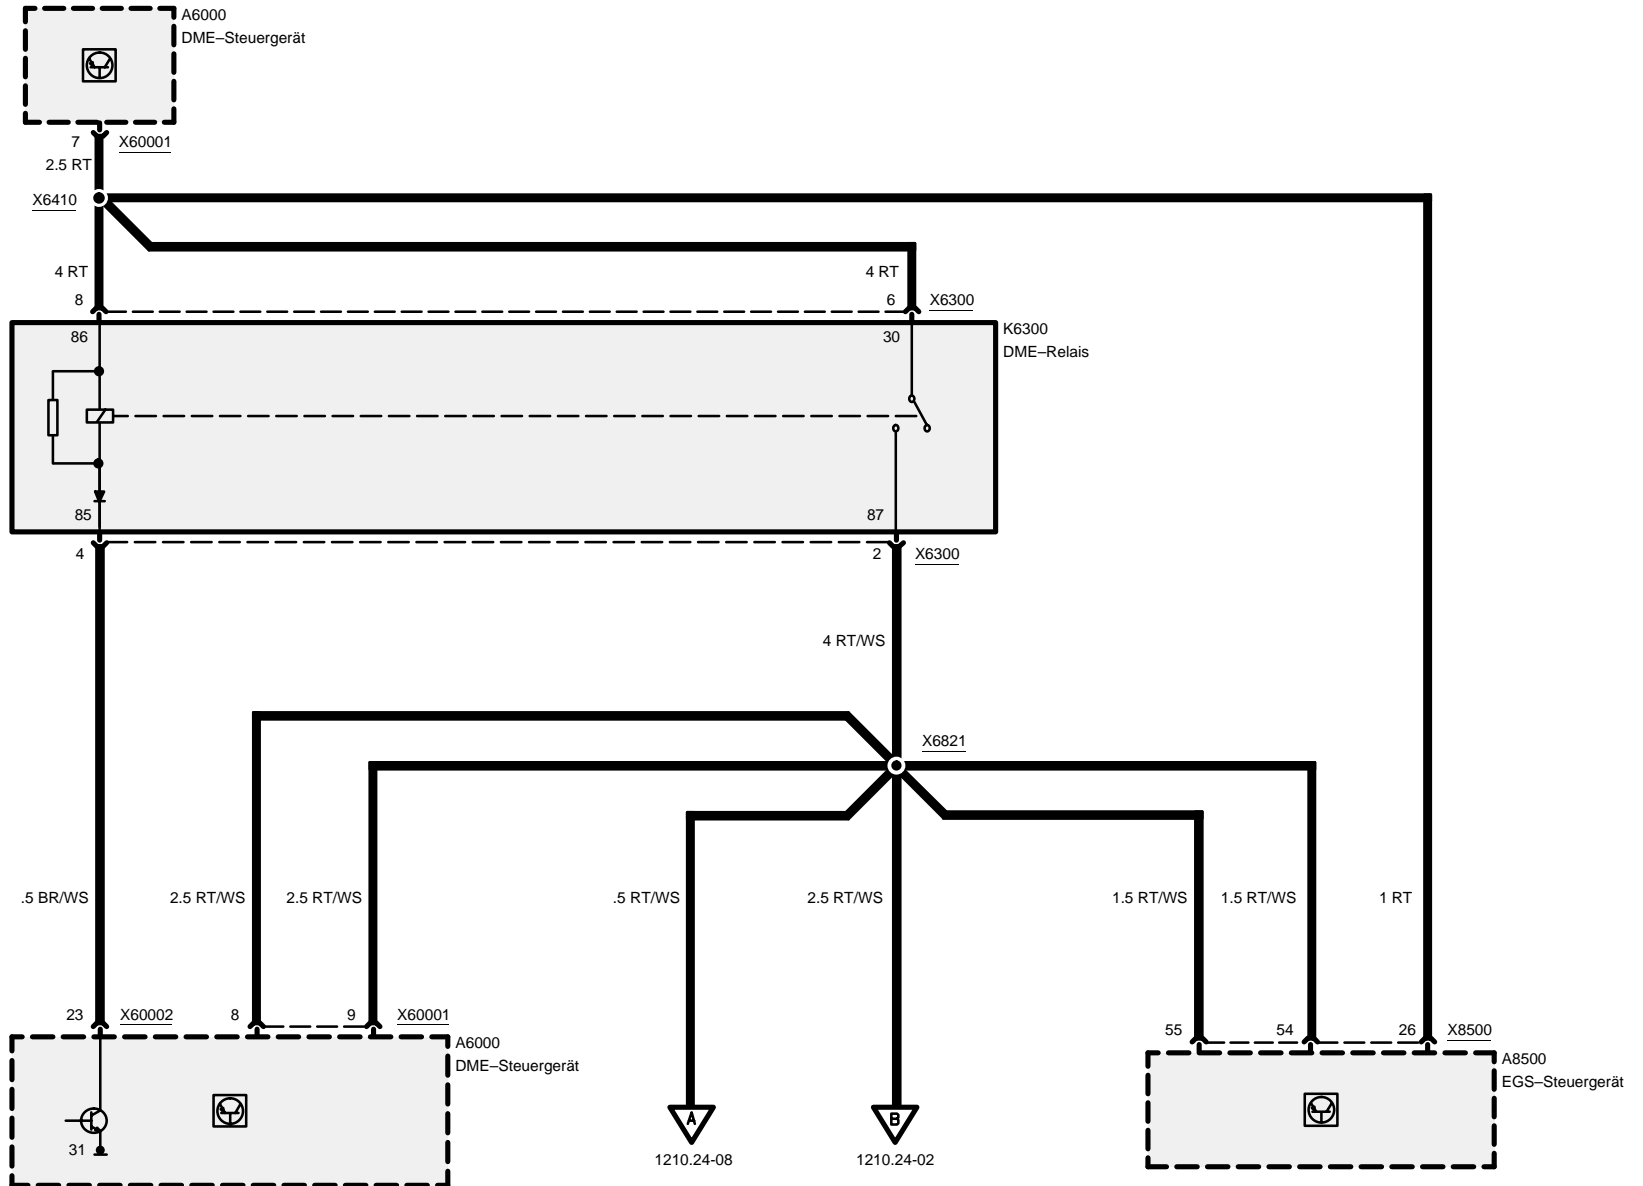 A6000
DME–Steuergerät
7 X60001
2.5 RT
X6410
4 RT 4 RT
8 6 X6300
K6300
86 30
DME–Relais
85 87
4 2 X6300
4 RT/WS
X6821
.5 BR/WS 2.5 RT/WS 2.5 RT/WS .5 RT/WS 2.5 RT/WS 1.5 RT/WS 1.5 RT/WS 1 RT
23 X60002 8 9 X60001
55 54 26 X8500
A6000
DME–Steuergerät
A8500
EGS–Steuergerät
A B
31
1210.24-08 1210.24-02